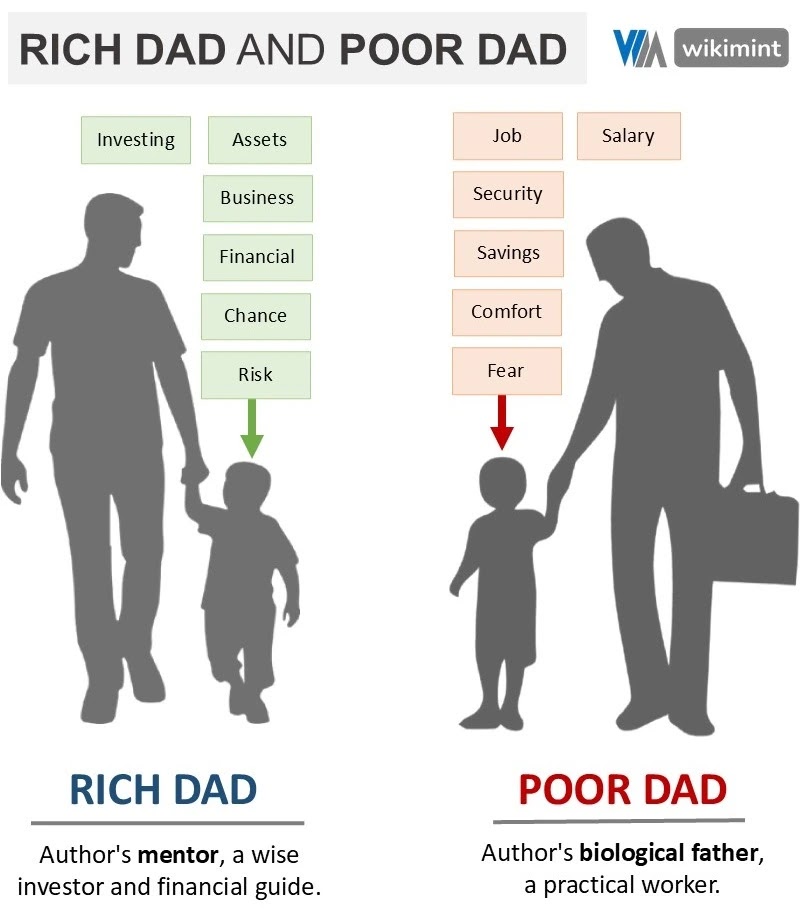 RICH DAD AND POOR DAD
wikimint
Investing
Assets
Business
Financial
Chance
Risk
Job
Salary
Security
Savings
Comfort
Fear
RICH DAD
Author's mentor, a wise
investor and financial guide.
POOR DAD
Author's biological father,
a practical worker.